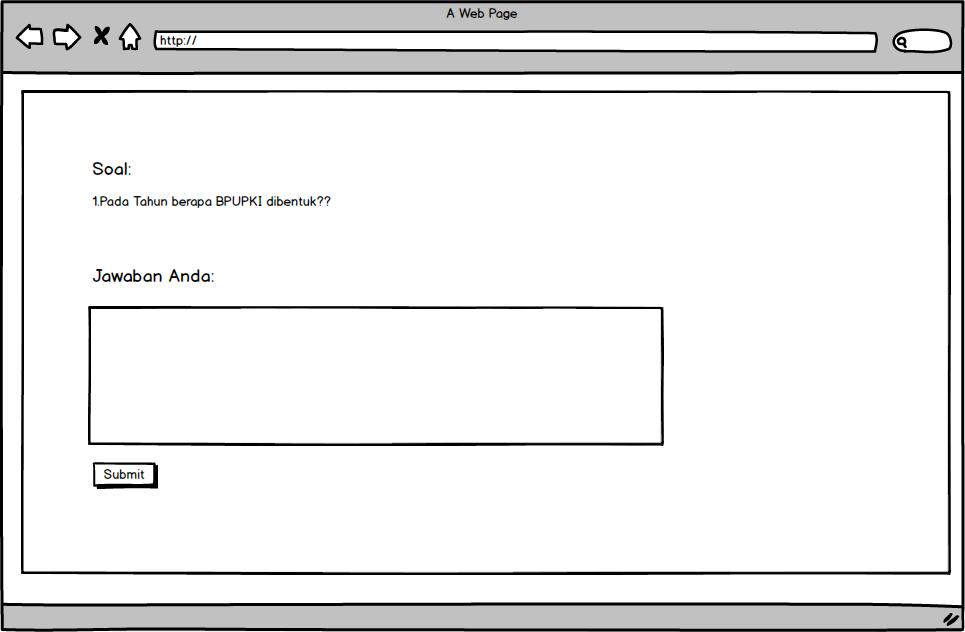 A Web Page
http://
Soal:
1.Pada Tahun berapa BPUPKI dibentuk??
Jawaban Anda:
Submit